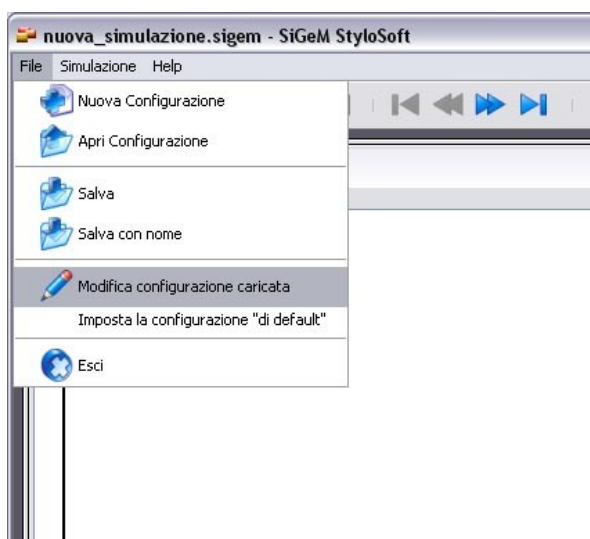 nuova_simulazione.sigem - SiGeM StyloSoft
File Simulazione Help
Nuova Configurazione
Apri Configurazione
Salva
Salva con nome
Modifica configurazione caricata
Imposta la configurazione "di default"
Esci